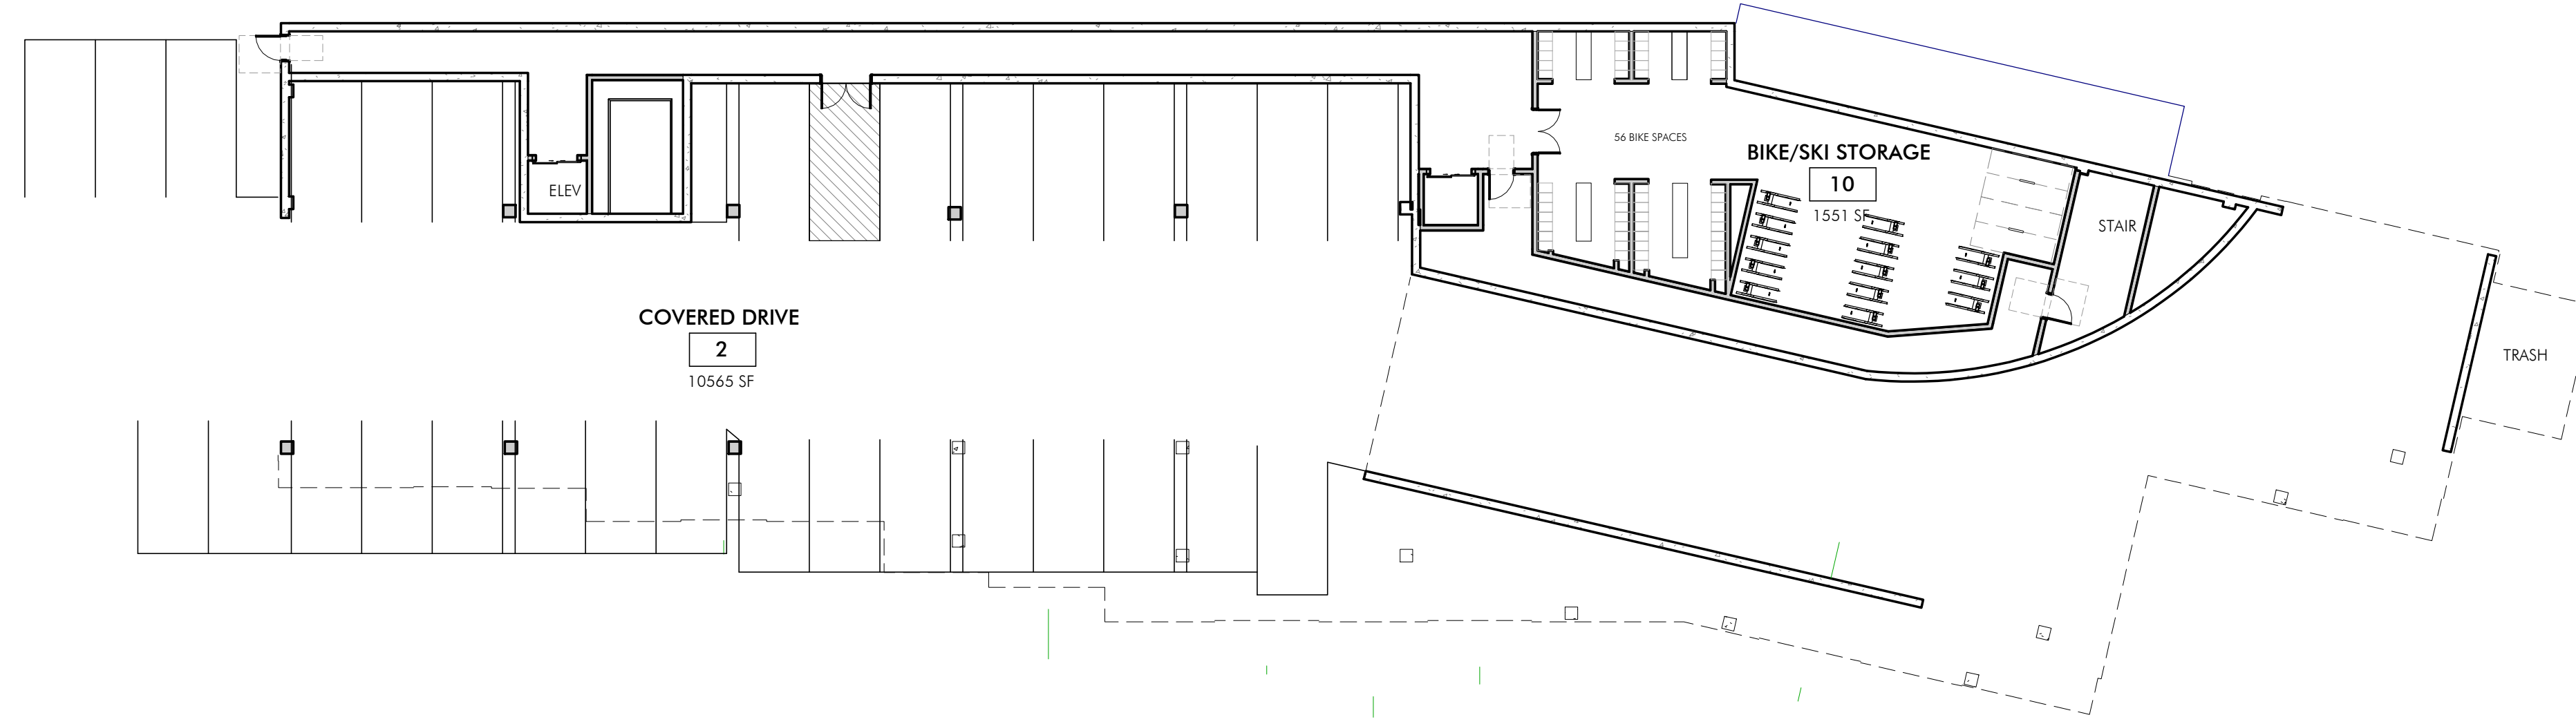 56 BIKE SPACES
BIKE/SKI STORAGE
10
1551 SF
ELEV
STAIR
COVERED DRIVE
2
10565 SF
TRASH